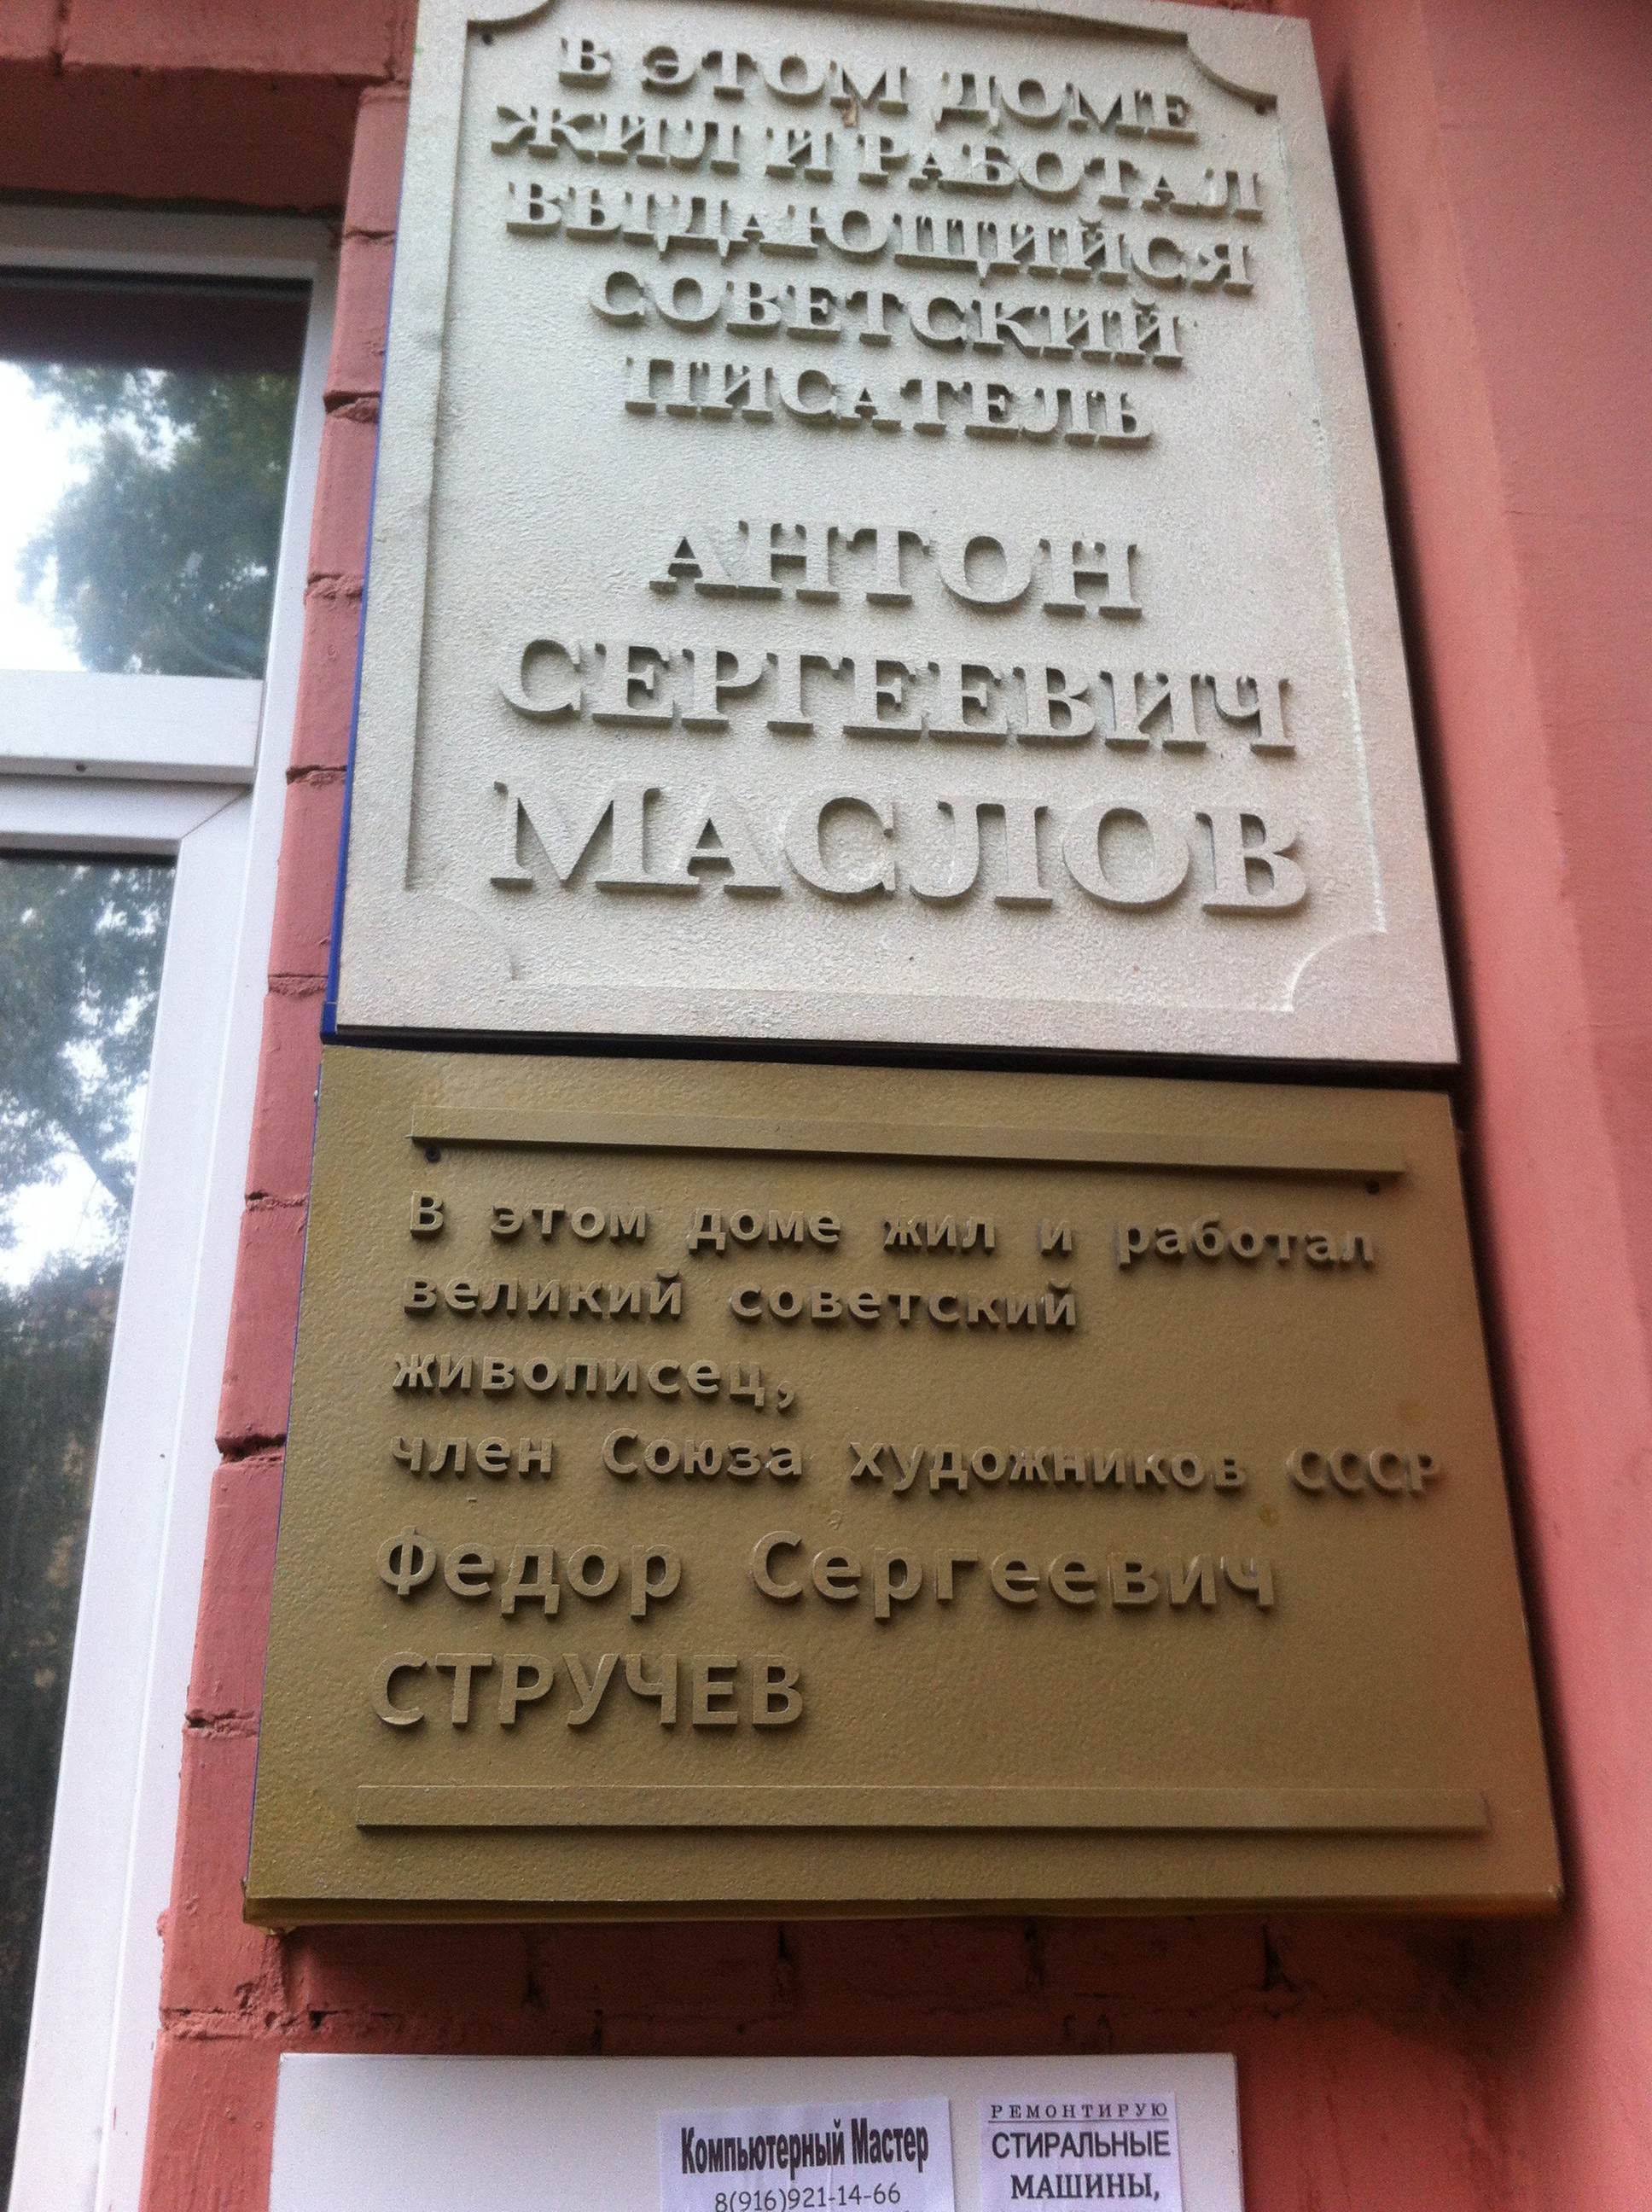 В ЭТОМ ДОМЕ
ЖИЛ И РАБОТАЛ
ВЫДАЮЩИЙСЯ
СОВЕТСКИЙ
ПИСАТЕЛЬ
АНТОН
СЕРГЕЕВИЧ
МАСЛОВ
В этом доме жил и работал
великий советский
живописец,
член Союза художников СССР
Федор Сергеевич
СТРУЧЕВ
Компьютерный Мастер
8(916)921-14-66
РЕМОНТИРУЮ
СТИРАЛЬНЫЕ
МАШИНЫ,